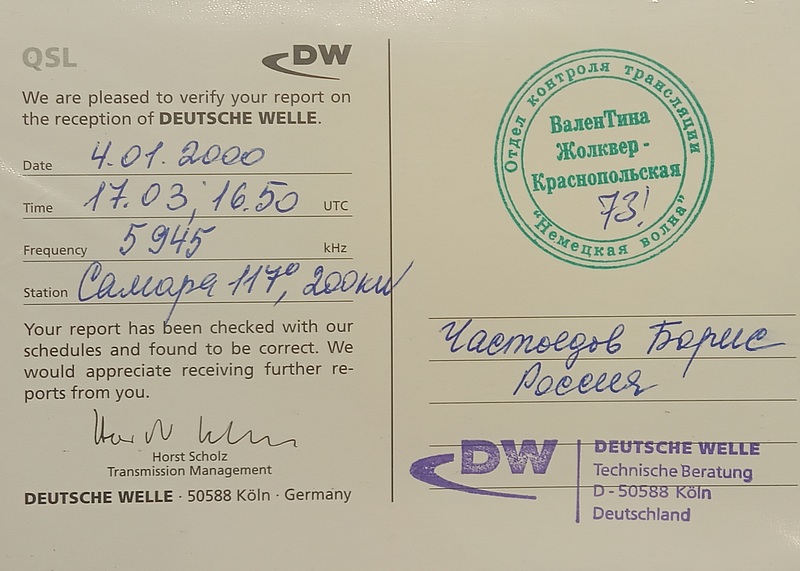 QSL
DW
We are pleased to verify your report on
the reception of DEUTSCHE WELLE.
Date 4.01.2000
Time 17.03; 16.50 UTC
Frequency 5945 kHz
Station Самара 117°, 200кW
Your report has been checked with our
schedules and found to be correct. We
would appreciate receiving further re-
ports from you.
Horst Scholz
Transmission Management
DEUTSCHE WELLE · 50588 Köln · Germany
Отдел контроля трансляции
ВаленТина
Жолквер -
Краснопольская
73!
"Немецкая волна"
Частоедов Борис
Россия
DW
DEUTSCHE WELLE
Technische Beratung
D - 50588 Köln
Deutschland